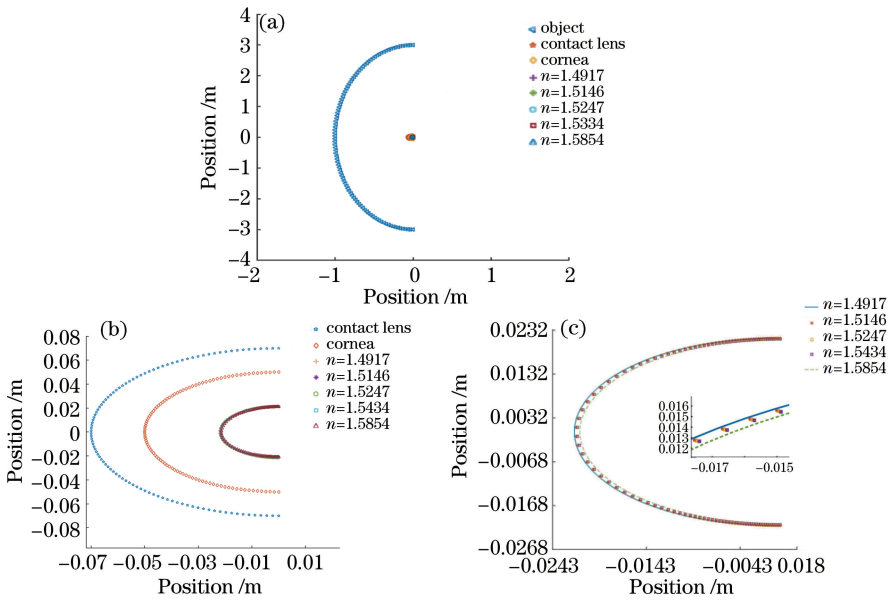 (a)
4
3
2
1
0
−1
−2
−3
−4
Position /m
−2
−1
0
1
2
Position /m
object
contact lens
cornea
n=1.4917
n=1.5146
n=1.5247
n=1.5334
n=1.5854
(b)
0.08
0.06
0.04
0.02
0
−0.02
−0.04
−0.06
−0.08
Position /m
−0.07
−0.05
−0.03
−0.01
0.01
Position /m
contact lens
cornea
n=1.4917
n=1.5146
n=1.5247
n=1.5434
n=1.5854
(c)
0.0232
0.0132
0.0032
−0.0068
−0.0168
−0.0268
Position /m
−0.0243
−0.0143
−0.0043
0.018
Position /m
n=1.4917
n=1.5146
n=1.5247
n=1.5434
n=1.5854
0.016
0.015
0.014
0.013
0.012
−0.017
−0.015